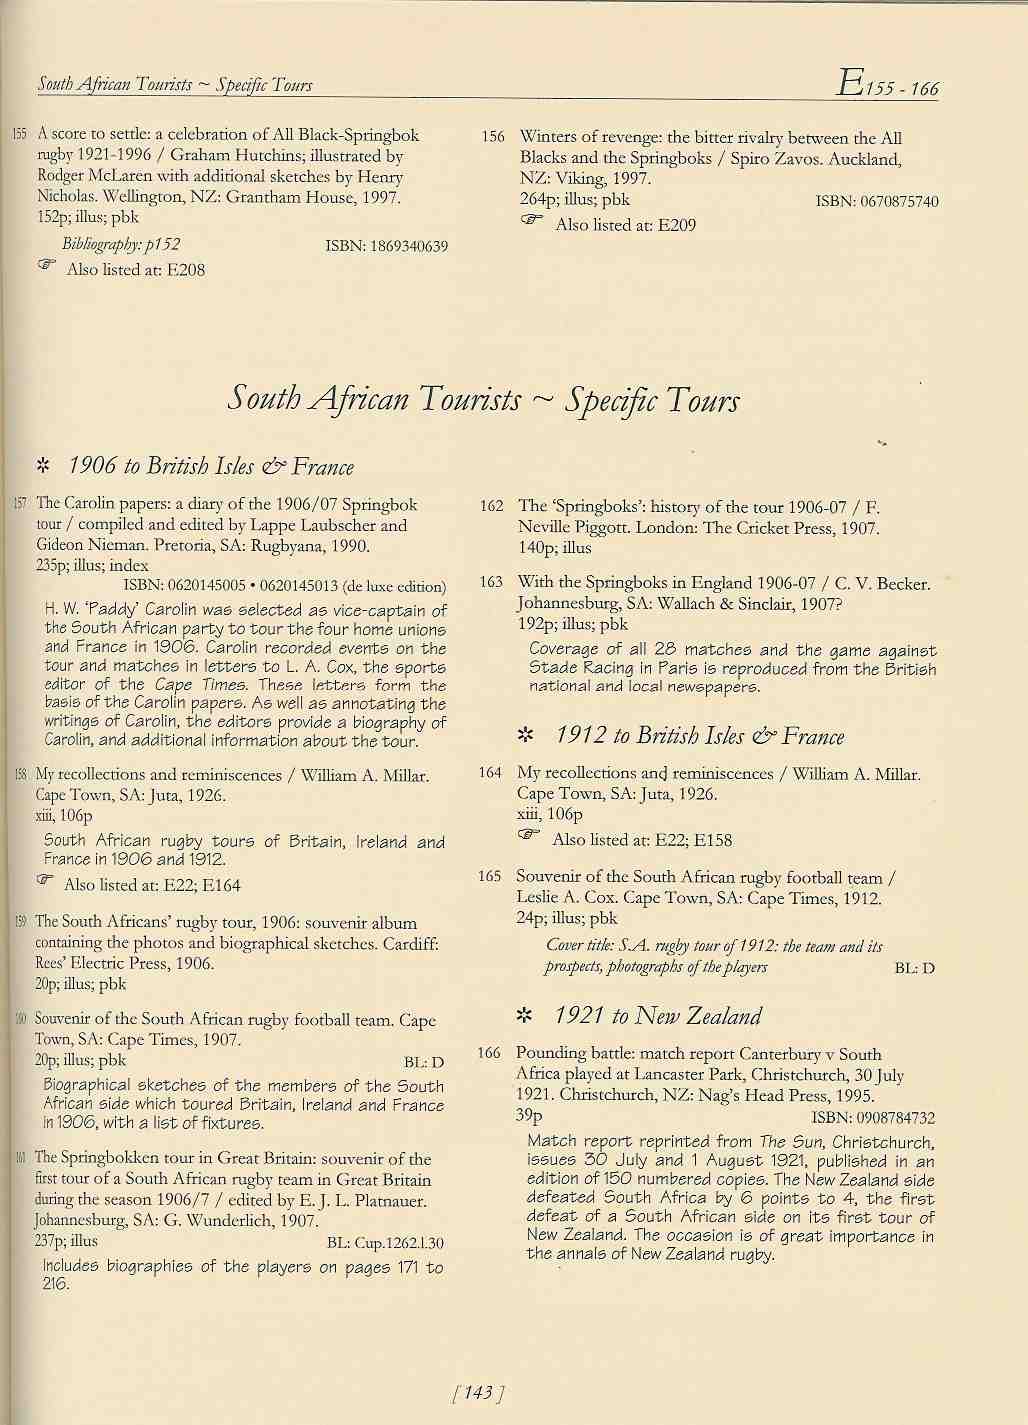 South African Tourists ~ Specific Tours
E155 - 166
155 A score to settle: a celebration of All Black-Springbok
rugby 1921-1996 / Graham Hutchins; illustrated by
Rodger McLaren with additional sketches by Henry
Nicholas. Wellington, NZ: Grantham House, 1997.
152p; illus; pbk
Bibliography: p152 ISBN: 1869340639
☞ Also listed at: E208
156 Winters of revenge: the bitter rivalry between the All
Blacks and the Springboks / Spiro Zavos. Auckland,
NZ: Viking, 1997.
264p; illus; pbk ISBN: 0670875740
☞ Also listed at: E209
South African Tourists ~ Specific Tours
✲ 1906 to British Isles & France
157 The Carolin papers: a diary of the 1906/07 Springbok
tour / compiled and edited by Lappe Laubscher and
Gideon Nieman. Pretoria, SA: Rugbyana, 1990.
235p; illus; index
ISBN: 0620145005 • 0620145013 (de luxe edition)
H. W. 'Paddy' Carolin was selected as vice-captain of
the South African party to tour the four home unions
and France in 1906. Carolin recorded events on the
tour and matches in letters to L. A. Cox, the sports
editor of the Cape Times. These letters form the
basis of the Carolin papers. As well as annotating the
writings of Carolin, the editors provide a biography of
Carolin, and additional information about the tour.
158 My recollections and reminiscences / William A. Millar.
Cape Town, SA: Juta, 1926.
xiii, 106p
South African rugby tours of Britain, Ireland and
France in 1906 and 1912.
☞ Also listed at: E22; E164
159 The South Africans' rugby tour, 1906: souvenir album
containing the photos and biographical sketches. Cardiff:
Rees' Electric Press, 1906.
20p; illus; pbk
160 Souvenir of the South African rugby football team. Cape
Town, SA: Cape Times, 1907.
20p; illus; pbk BL: D
Biographical sketches of the members of the South
African side which toured Britain, Ireland and France
in 1906, with a list of fixtures.
161 The Springbokken tour in Great Britain: souvenir of the
first tour of a South African rugby team in Great Britain
during the season 1906/7 / edited by E. J. L. Platnauer.
Johannesburg, SA: G. Wunderlich, 1907.
237p; illus BL: Cup.1262.l.30
Includes biographies of the players on pages 171 to
216.
162 The 'Springboks': history of the tour 1906-07 / F.
Neville Piggott. London: The Cricket Press, 1907.
140p; illus
163 With the Springboks in England 1906-07 / C. V. Becker.
Johannesburg, SA: Wallach & Sinclair, 1907?
192p; illus; pbk
Coverage of all 28 matches and the game against
Stade Racing in Paris is reproduced from the British
national and local newspapers.
✲ 1912 to British Isles & France
164 My recollections and reminiscences / William A. Millar.
Cape Town, SA: Juta, 1926.
xiii, 106p
☞ Also listed at: E22; E158
165 Souvenir of the South African rugby football team /
Leslie A. Cox. Cape Town, SA: Cape Times, 1912.
24p; illus; pbk
Cover title: S.A. rugby tour of 1912: the team and its
prospects, photographs of the players BL: D
✲ 1921 to New Zealand
166 Pounding battle: match report Canterbury v South
Africa played at Lancaster Park, Christchurch, 30 July
1921. Christchurch, NZ: Nag's Head Press, 1995.
39p ISBN: 0908784732
Match report reprinted from The Sun, Christchurch,
issues 30 July and 1 August 1921, published in an
edition of 150 numbered copies. The New Zealand side
defeated South Africa by 6 points to 4, the first
defeat of a South African side on its first tour of
New Zealand. The occasion is of great importance in
the annals of New Zealand rugby.
[ 143 ]